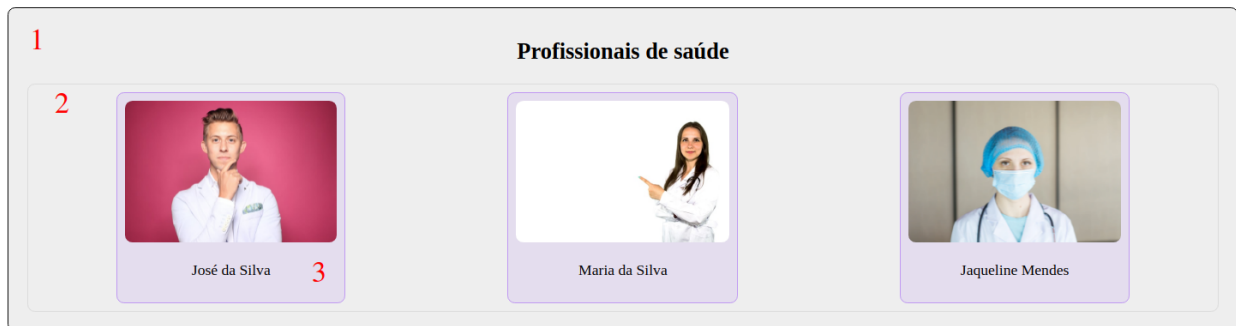 1
Profissionais de saúde
2
José da Silva
3
Maria da Silva
Jaqueline Mendes